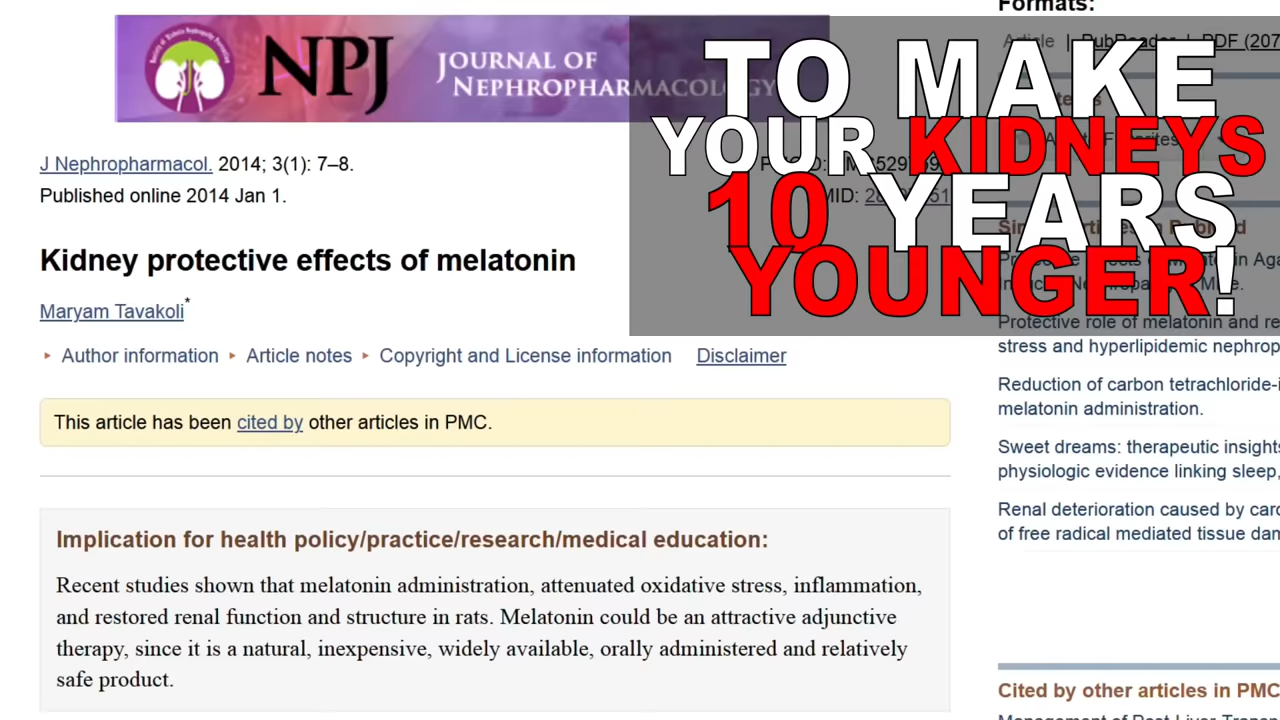 Formats:
NPJ JOURNAL OF
NEPHROPHARMACOLOGY
Article | PubReader | PDF (207
TO MAKE
YOUR KIDNEYS
10 YEARS
YOUNGER!
J Nephropharmacol. 2014; 3(1): 7–8.
Published online 2014 Jan 1.
Kidney protective effects of melatonin
Maryam Tavakoli*
Author information Article notes Copyright and License information Disclaimer
This article has been cited by other articles in PMC.
Implication for health policy/practice/research/medical education:
Recent studies shown that melatonin administration, attenuated oxidative stress, inflammation,
and restored renal function and structure in rats. Melatonin could be an attractive adjunctive
therapy, since it is a natural, inexpensive, widely available, orally administered and relatively
safe product.
Protective role of melatonin and re
stress and hyperlipidemic nephrop
Reduction of carbon tetrachloride-i
melatonin administration.
Sweet dreams: therapeutic insights
physiologic evidence linking sleep,
Renal deterioration caused by carc
of free radical mediated tissue dam
Cited by other articles in PMC